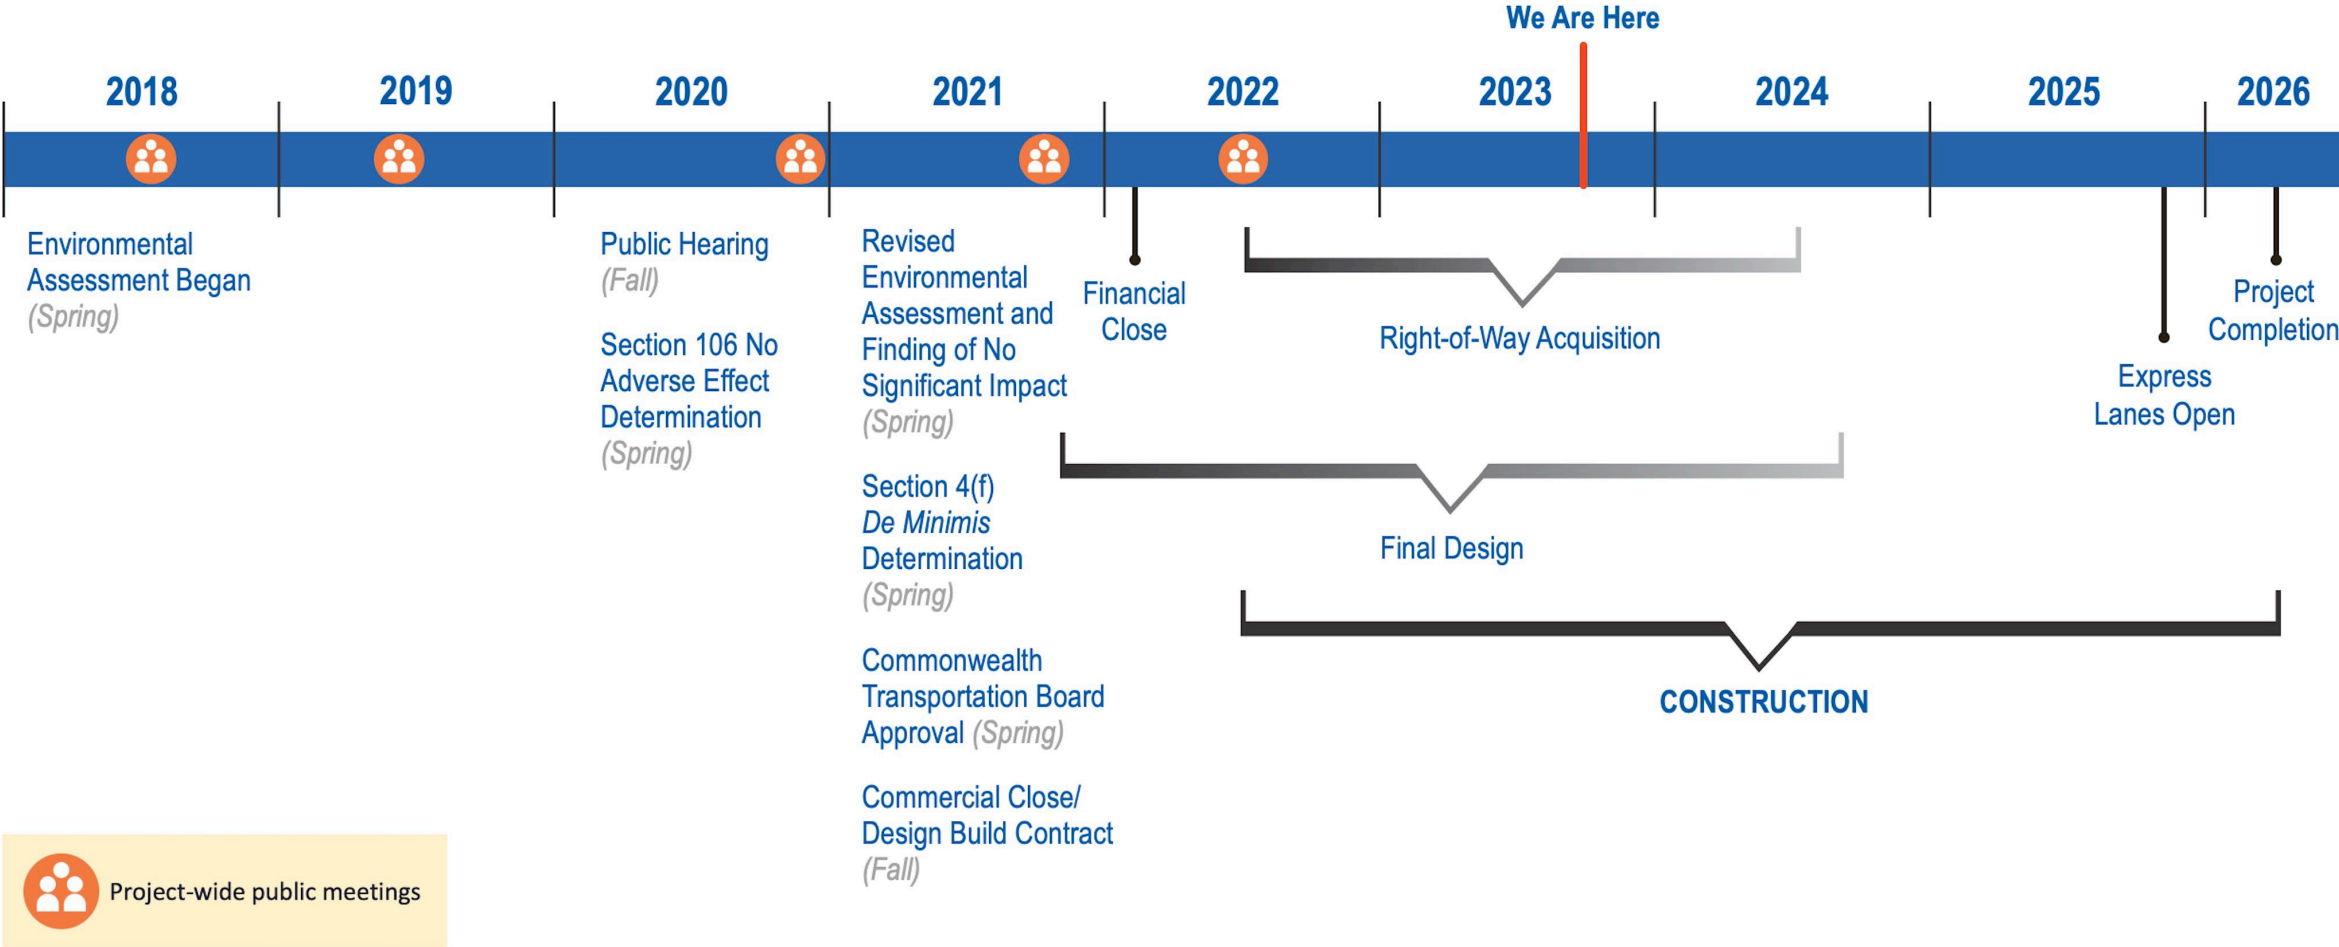 We Are Here
2018
2019
2020
2021
2022
2023
2024
2025
2026
Environmental
Assessment Began
(Spring)
Public Hearing
(Fall)
Section 106 No
Adverse Effect
Determination
(Spring)
Revised
Environmental
Assessment and
Finding of No
Significant Impact
(Spring)
Section 4(f)
De Minimis
Determination
(Spring)
Commonwealth
Transportation Board
Approval (Spring)
Commercial Close/
Design Build Contract
(Fall)
Financial
Close
Right-of-Way Acquisition
Final Design
CONSTRUCTION
Express
Lanes Open
Project
Completion
Project-wide public meetings